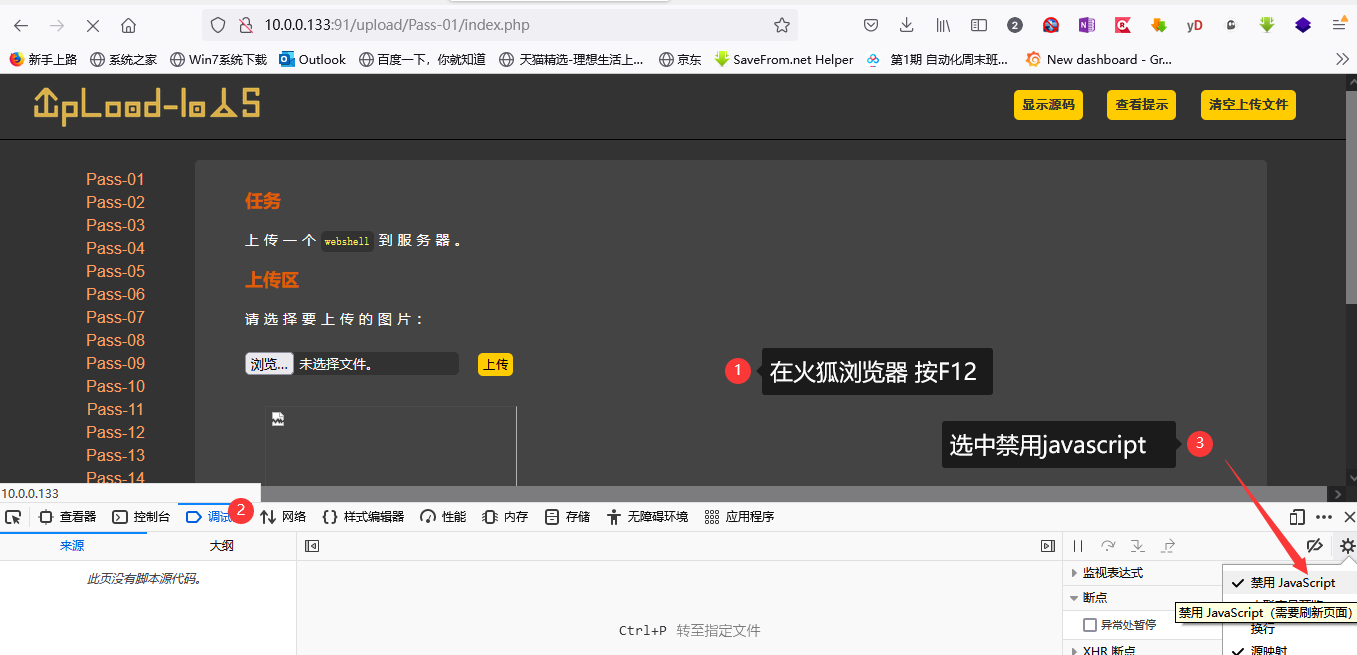 10.0.0.133:91/upload/Pass-01/index.php
2
yD
新手上路 系统之家 Win7系统下载 Outlook 百度一下，你就知道 天猫精选-理想生活上... 京东 SaveFrom.net Helper 第1期 自动化周末班... New dashboard - Gr...
UpLoad-labs
显示源码 查看提示 清空上传文件
Pass-01
Pass-02
Pass-03
Pass-04
Pass-05
Pass-06
Pass-07
Pass-08
Pass-09
Pass-10
Pass-11
Pass-12
Pass-13
Pass-14
任务
上传一个 webshell 到服务器。
上传区
请选择要上传的图片：
浏览... 未选择文件。 上传
1 在火狐浏览器 按F12
选中禁用javascript 3
10.0.0.133
查看器 控制台 调试 2 网络 样式编辑器 性能 内存 存储 无障碍环境 应用程序
来源 大纲
此页没有脚本源代码。
Ctrl+P 转至指定文件
监视表达式
断点
异常处暂停
XHR 断点
禁用 JavaScript
禁用 JavaScript（需要刷新页面）
换行
源映射